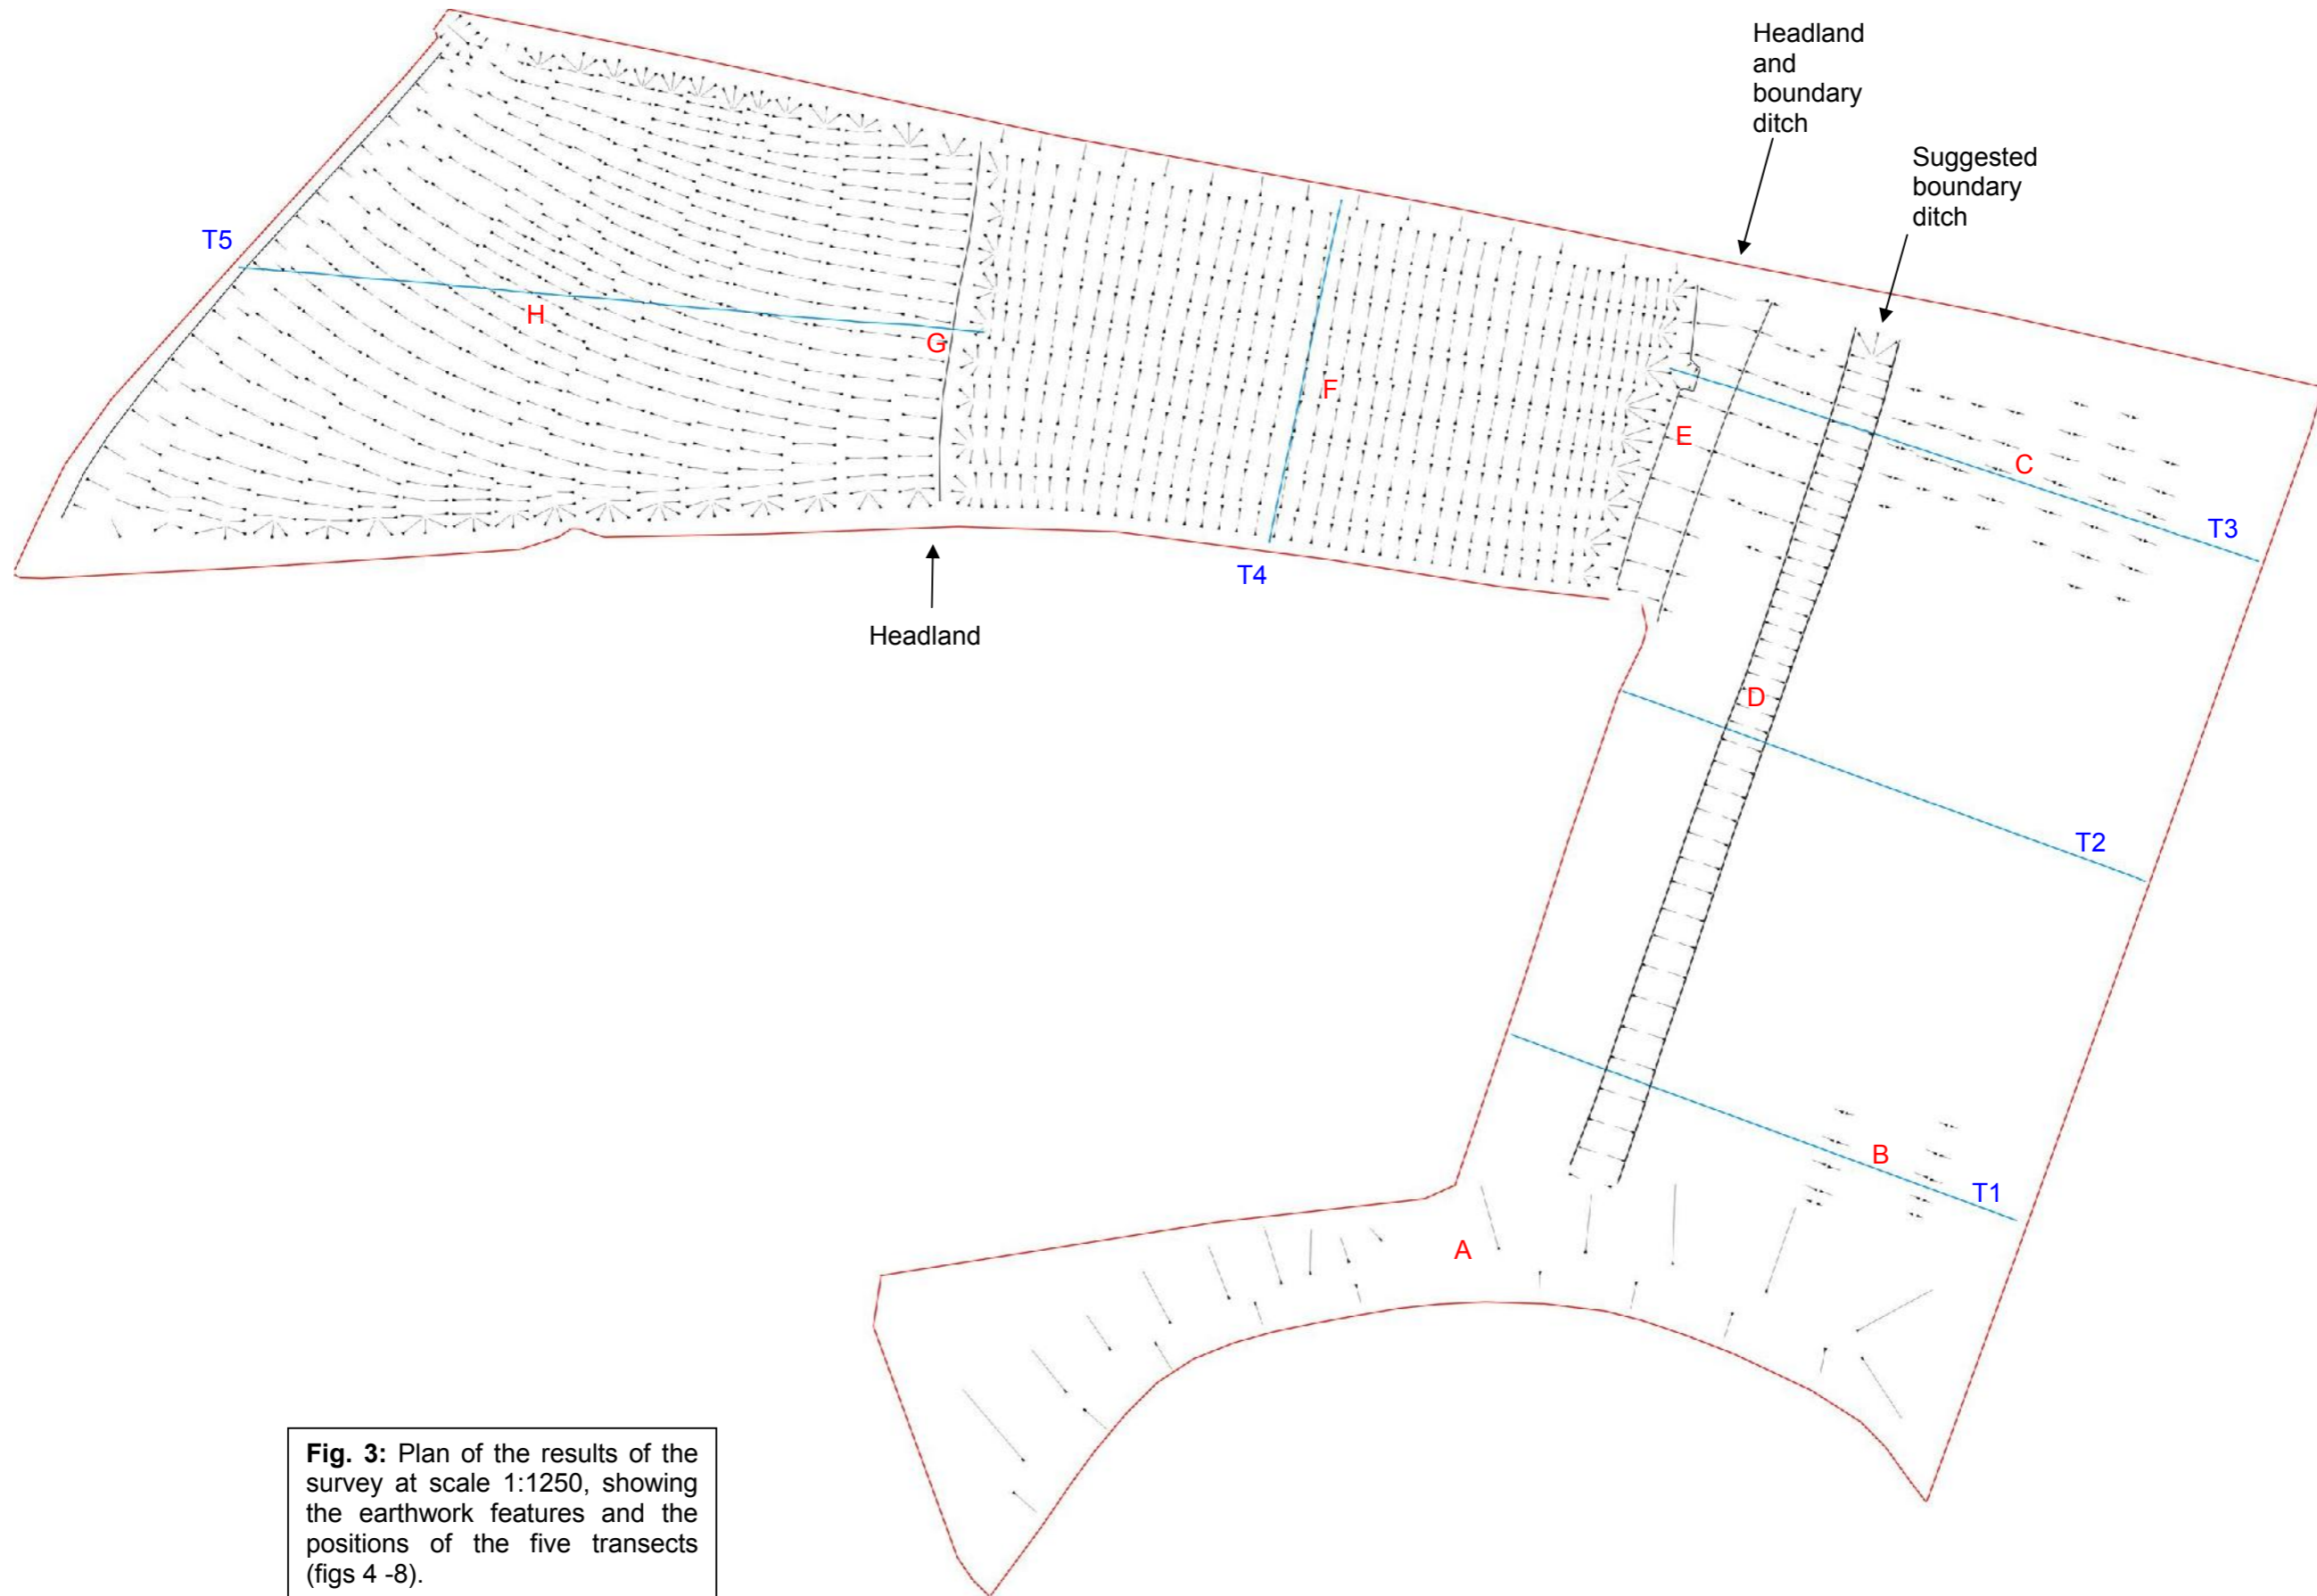 Headland
and
boundary
ditch
Suggested
boundary
ditch
T5
H
G
F
E
C
T3
T4
Headland
D
T2
B
T1
A
Fig. 3: Plan of the results of the
survey at scale 1:1250, showing
the earthwork features and the
positions of the five transects
(figs 4 -8).